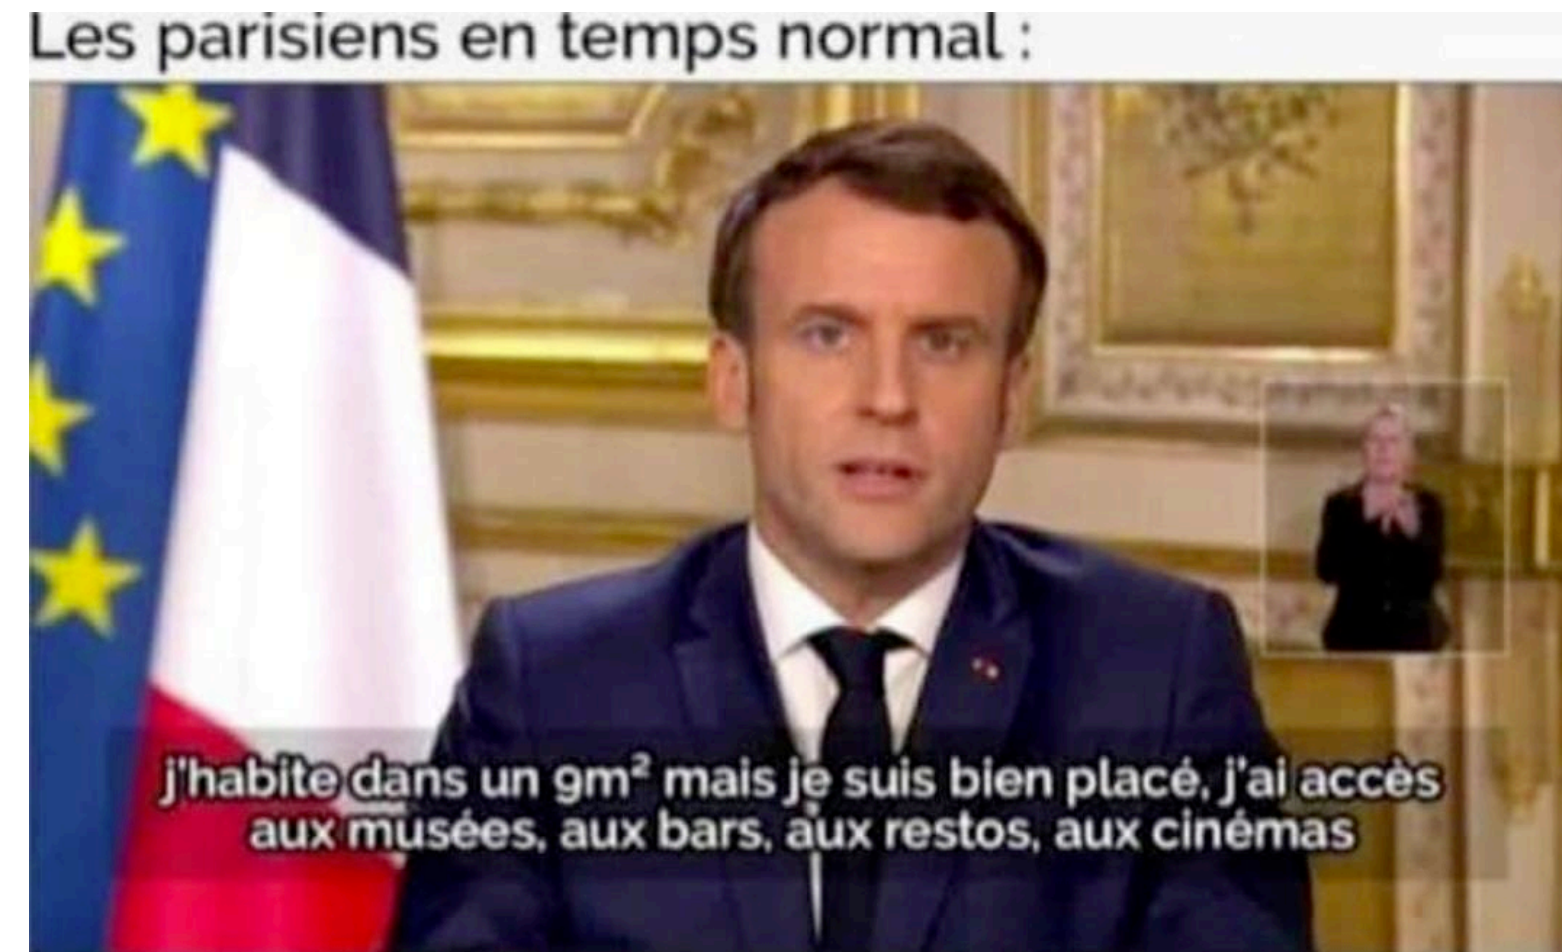 Les parisiens en temps normal :
j'habite dans un 9m² mais je suis bien placé, j'ai accès
aux musées, aux bars, aux restos, aux cinémas